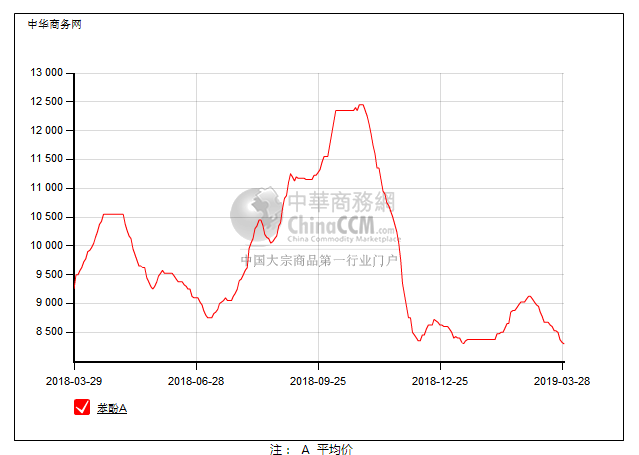 中华商务网
13 000
12 500
12 000
11 500
11 000
10 500
10 000
9 500
9 000
8 500
中華商務網
ChinaCCM.com
China Commodity Marketplace
中国大宗商品第一行业门户
2018-03-29 2018-06-28 2018-09-25 2018-12-25 2019-03-28
苯酚A
注： A 平均价